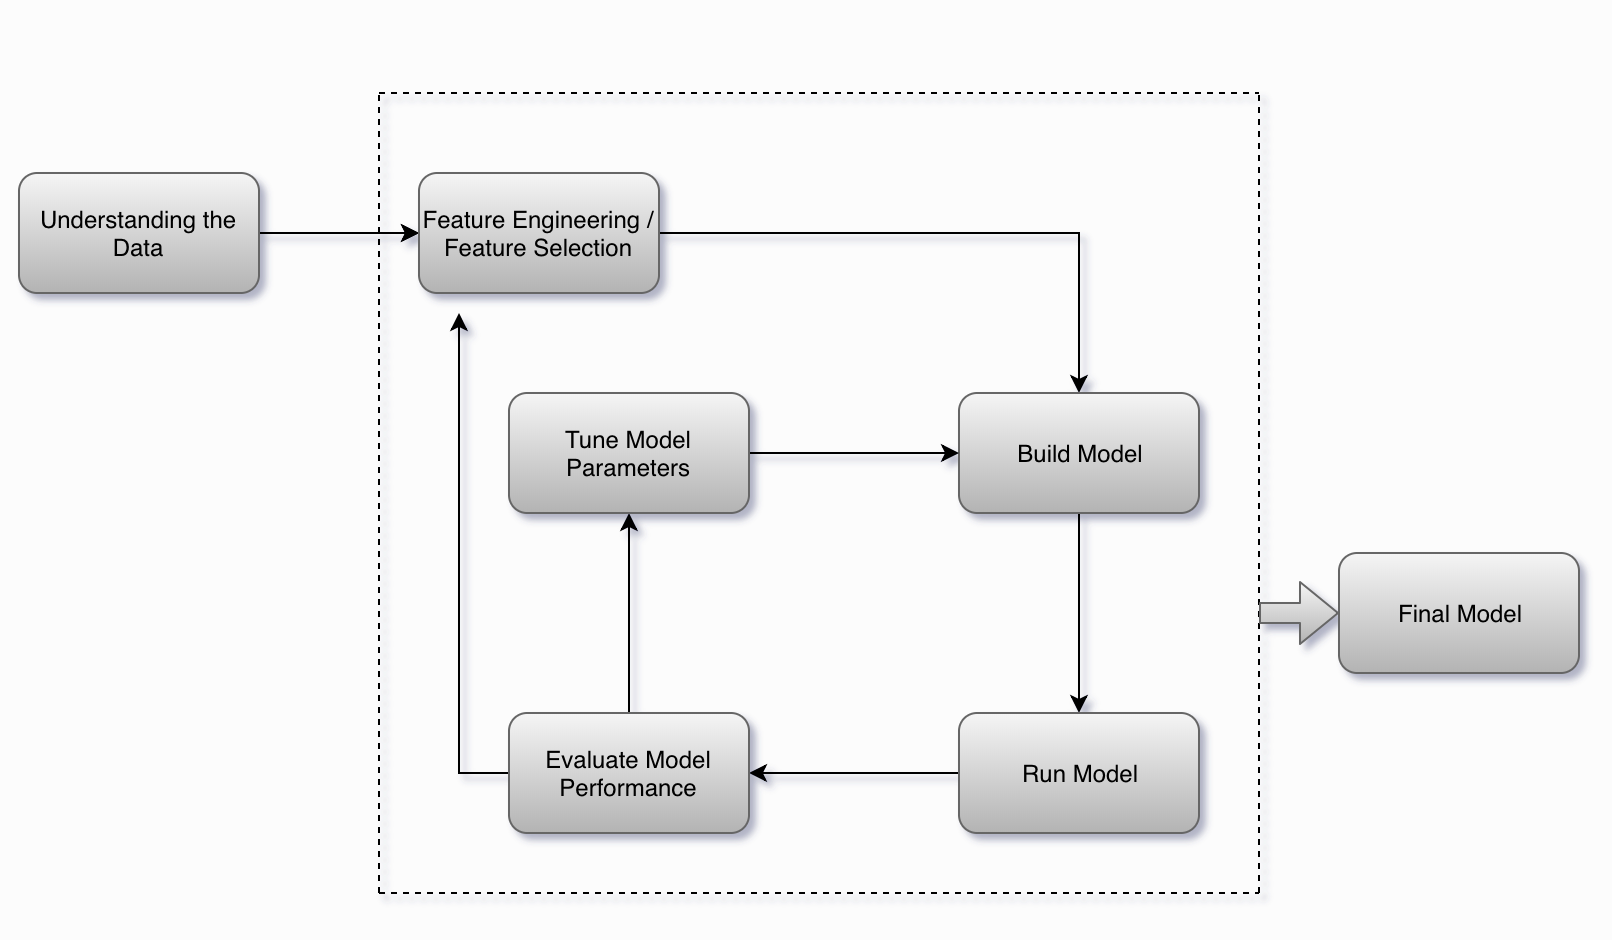 Understanding the
Data
Feature Engineering /
Feature Selection
Tune Model
Parameters
Build Model
Final Model
Evaluate Model
Performance
Run Model